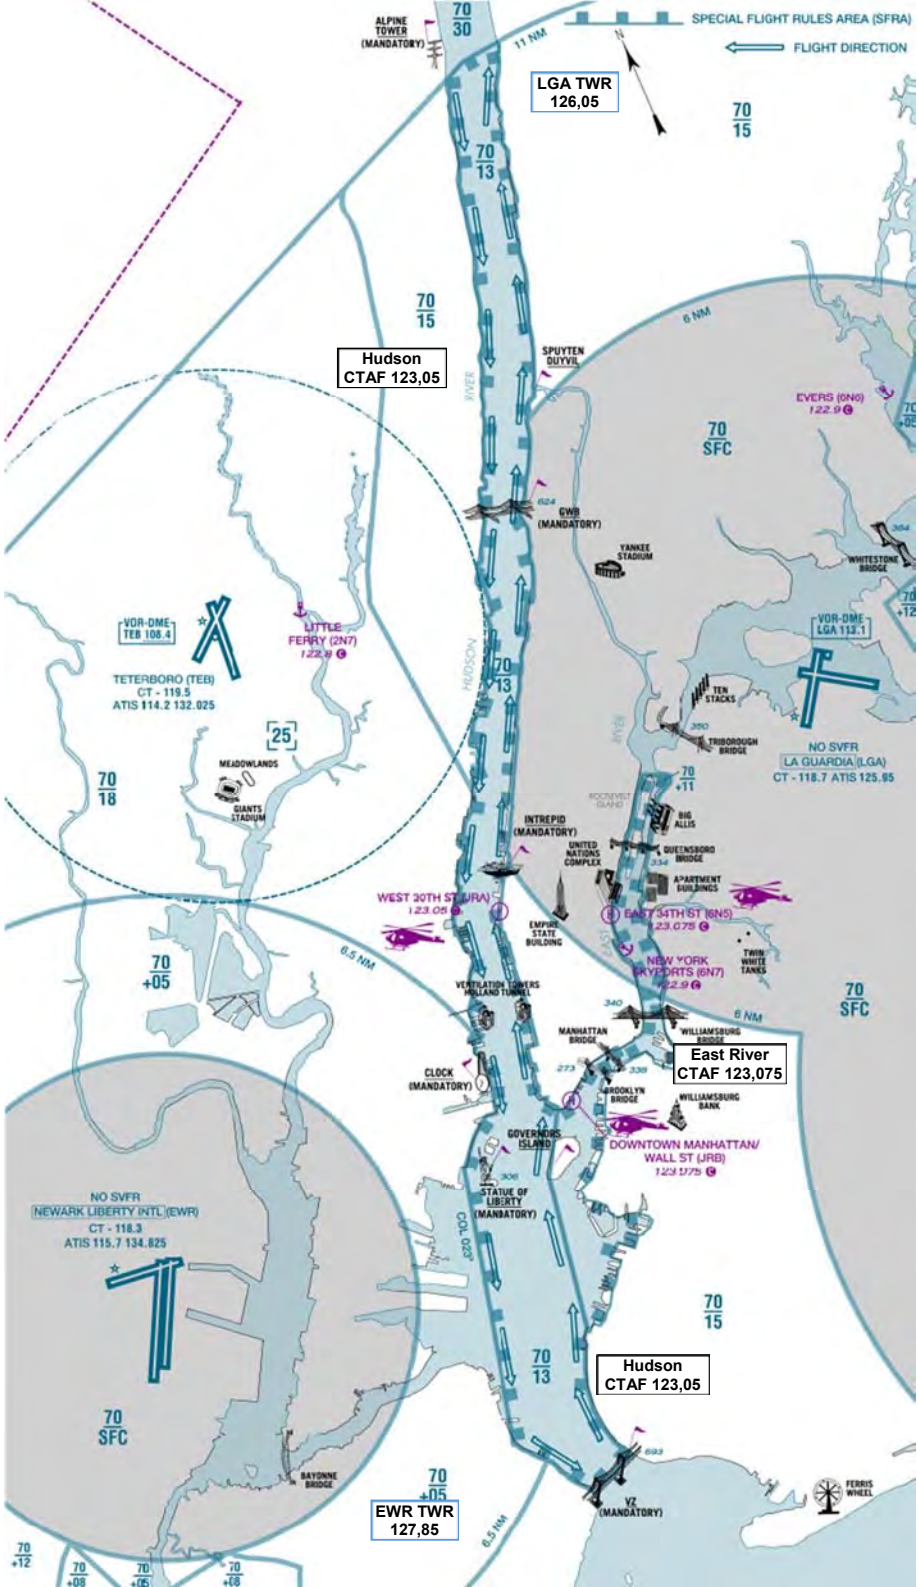 70
30
ALPINE
TOWER
(MANDATORY)
11 NM
SPECIAL FLIGHT RULES AREA (SFRA)
N
FLIGHT DIRECTION
LGA TWR
126,05
70
15
70
13
70
15
6 NM
Hudson
CTAF 123,05
RIVER
SPUYTEN
DUYVIL
EVERS (6N6)
122.9 C
70
+05
70
SFC
624
GWB
(MANDATORY)
384
WHITESTONE
BRIDGE
YANKEE
STADIUM
70
+12
VOR-DME
TEB 108.4
LITTLE
FERRY (2N7)
122.8 C
VOR-DME
LGA 113.1
HUDSON
70
13
TETERBORO (TEB)
CT - 119.5
ATIS 114.2 132.025
TEN
STACKS
RIVER
350
TRIBOROUGH
BRIDGE
NO SVFR
LA GUARDIA (LGA)
CT - 118.7 ATIS 125.95
25
MEADOWLANDS
GIANTS
STADIUM
70
18
70
+11
ROOSEVELT
ISLAND
BIG
ALLIS
INTREPID
(MANDATORY)
UNITED
NATIONS
COMPLEX
QUEENSBORO
BRIDGE
334
APARTMENT
BUILDINGS
WEST 30TH ST (JRA)
123.05 C
H
EMPIRE
STATE
BUILDING
H
EAST 34TH ST (6N5)
123.075 C
EAST
NEW YORK
SKYPORTS (6N7)
122.9 C
TWIN
WHITE
TANKS
6.5 NM
70
+05
VENTILATION TOWERS
HOLLAND TUNNEL
70
SFC
340
6 NM
MANHATTAN
BRIDGE
WILLIAMSBURG
BRIDGE
East River
CTAF 123,075
CLOCK
(MANDATORY)
273
338
BROOKLYN
BRIDGE
WILLIAMSBURG
BANK
H
GOVERNORS
ISLAND
DOWNTOWN MANHATTAN/
WALL ST (JRB)
123.075 C
306
STATUE OF
LIBERTY
(MANDATORY)
NO SVFR
NEWARK LIBERTY INTL (EWR)
CT - 118.3
ATIS 115.7 134.825
COL 023°
70
15
70
13
Hudson
CTAF 123,05
70
SFC
693
VZ
(MANDATORY)
BAYONNE
BRIDGE
70
+05
EWR TWR
127,85
6.5 NM
FERRIS
WHEEL
70
+12
70
+08
70
+05
70
+08